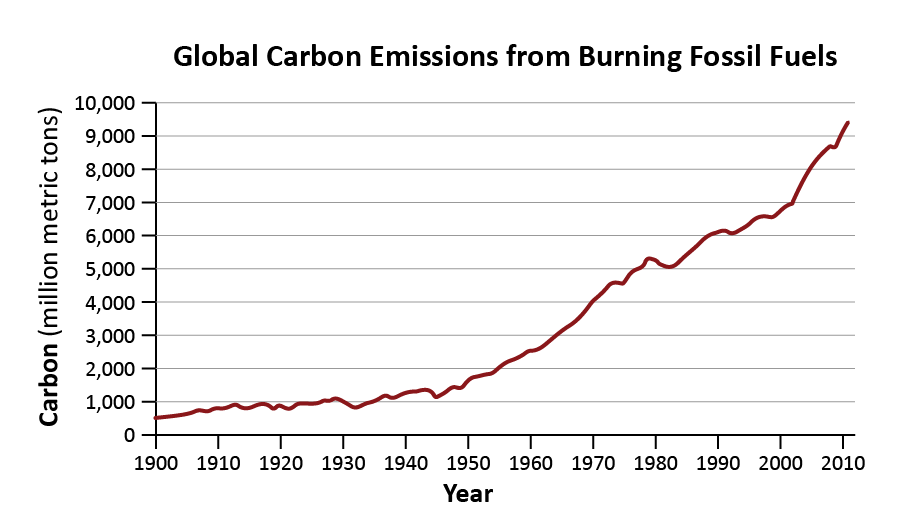 Global Carbon Emissions from Burning Fossil Fuels
Carbon (million metric tons)
10,000
9,000
8,000
7,000
6,000
5,000
4,000
3,000
2,000
1,000
0
1900 1910 1920 1930 1940 1950 1960 1970 1980 1990 2000 2010
Year